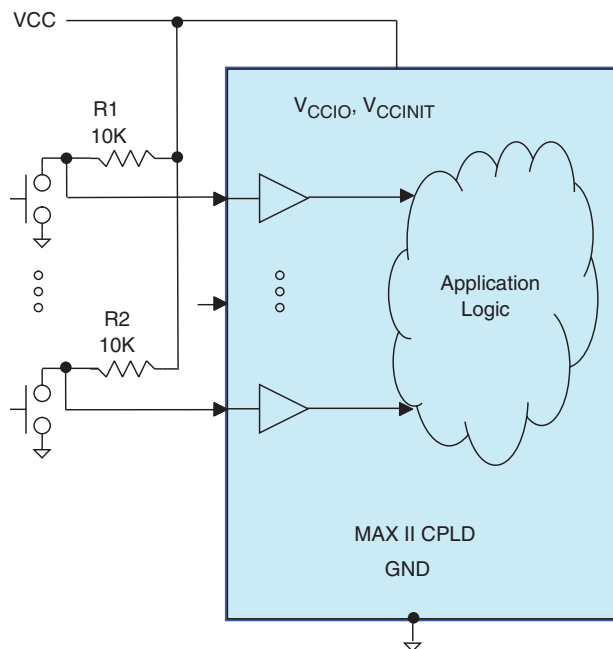 VCC
R1
10K
VCCIO, VCCINIT
Application
Logic
R2
10K
MAX II CPLD
GND